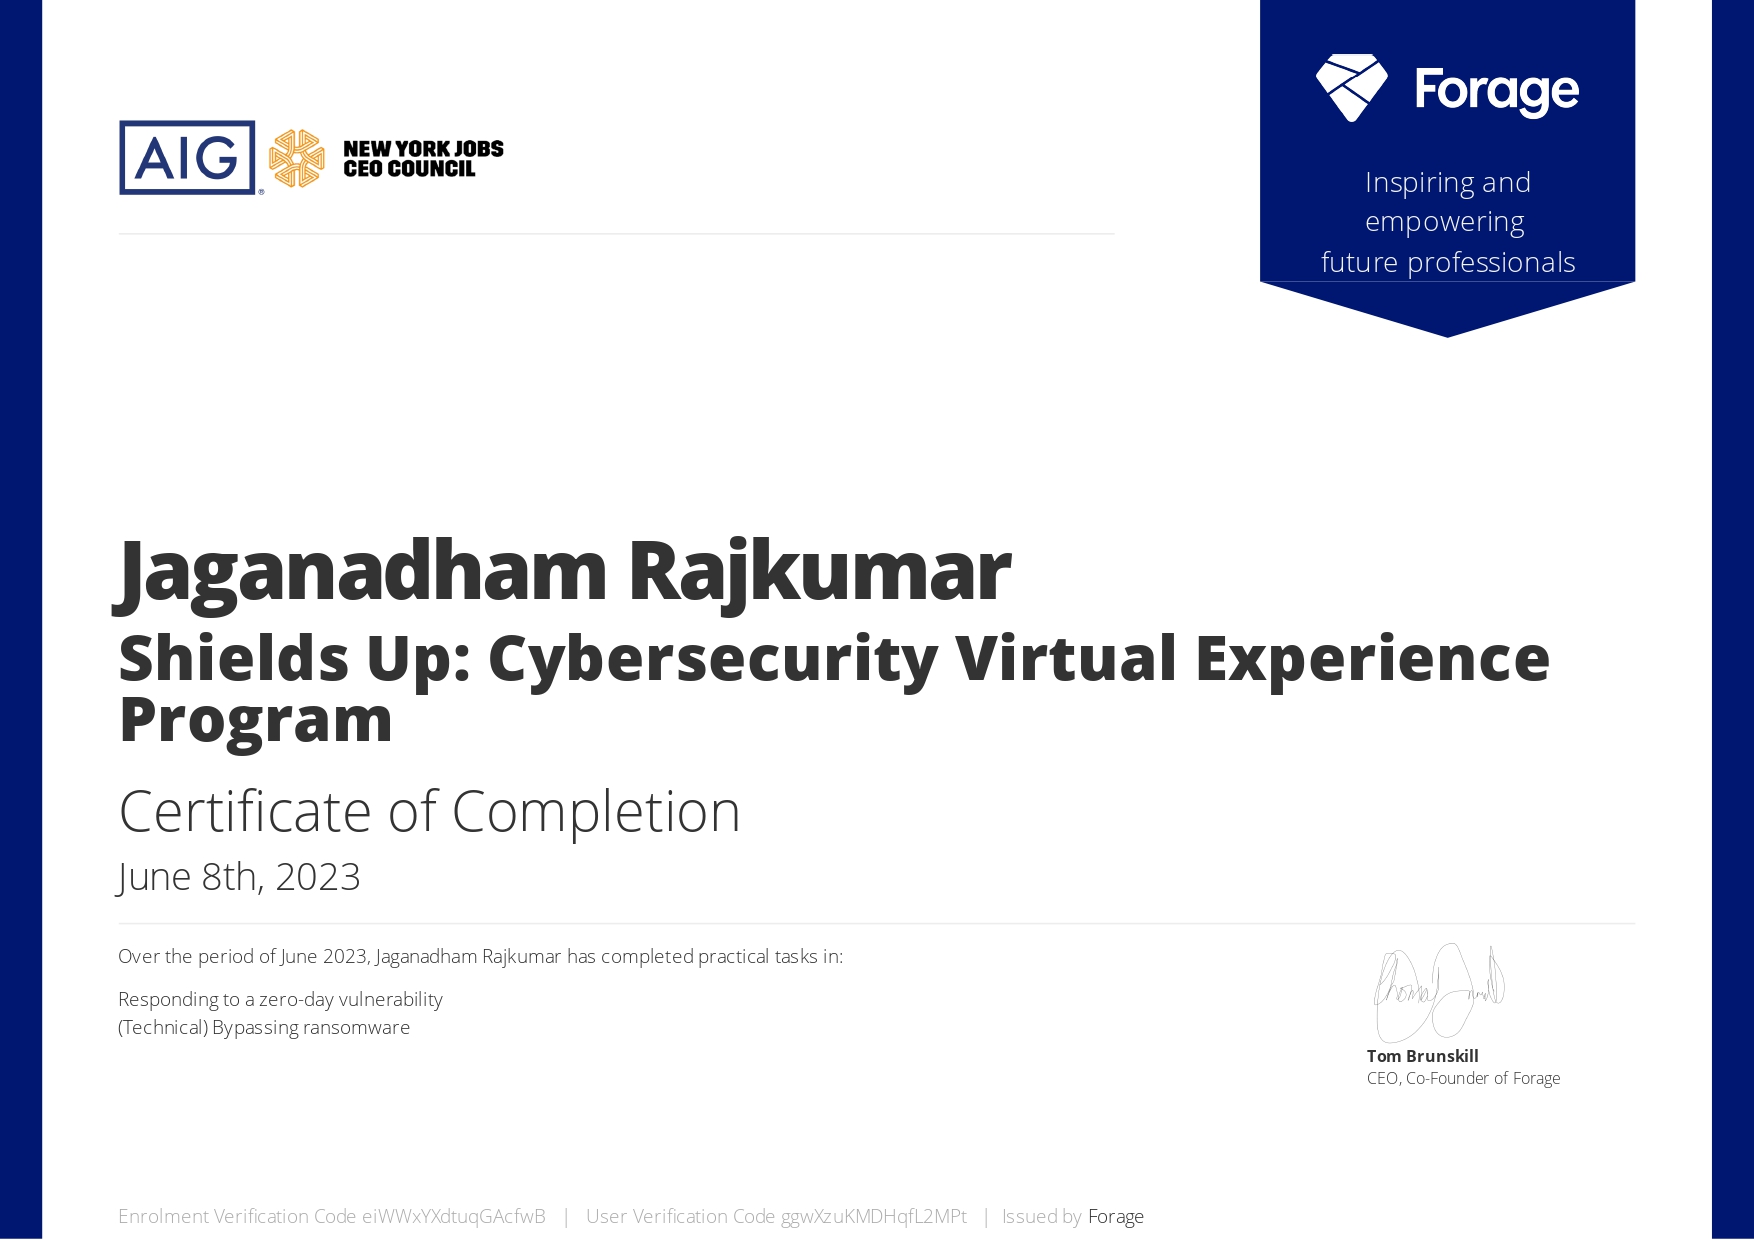 AIG
®
NEW YORK JOBS
CEO COUNCIL
Forage
Inspiring and
empowering
future professionals
Jaganadham Rajkumar
Shields Up: Cybersecurity Virtual Experience
Program
Certificate of Completion
June 8th, 2023
Over the period of June 2023, Jaganadham Rajkumar has completed practical tasks in:
Responding to a zero-day vulnerability
(Technical) Bypassing ransomware
Tom Brunskill
CEO, Co-Founder of Forage
Enrolment Verification Code eiWWxYXdtuqGAcfwB | User Verification Code ggwXzuKMDHqfL2MPt | Issued by Forage